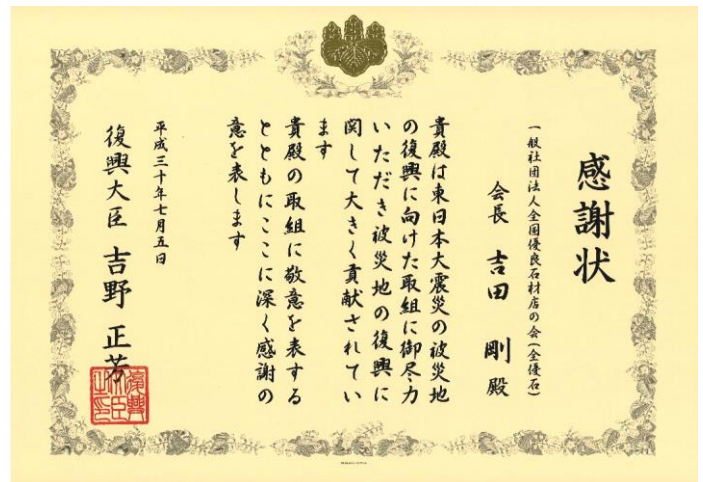 感謝状
一般社団法人全国優良石材店の会(全優石)
会長 吉田 剛 殿
貴殿は東日本大震災の被災地
の復興に向けた取組に御尽力
いただき被災地の復興に
関して大きく貢献されてい
ます
貴殿の取組に敬意を表する
とともにここに深く感謝の
意を表します
平成三十年七月五日
復興大臣 吉野 正芳
復興大臣之印